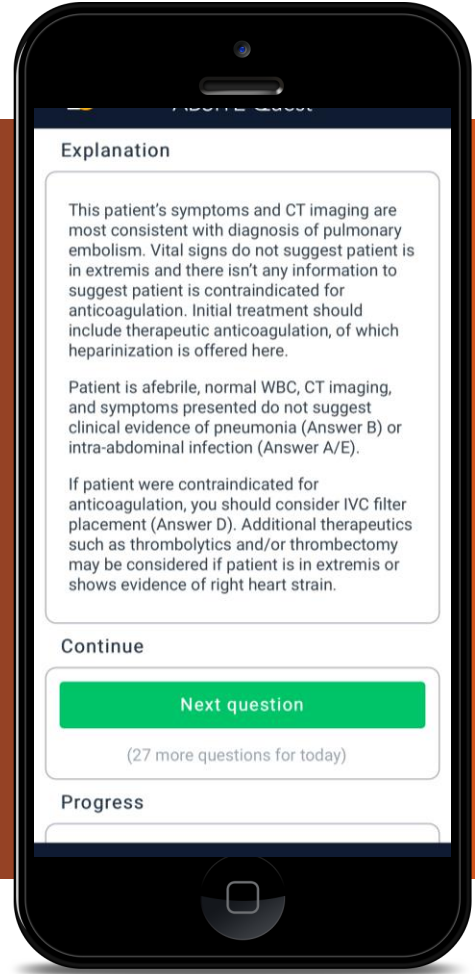 Explanation
This patient's symptoms and CT imaging are
most consistent with diagnosis of pulmonary
embolism. Vital signs do not suggest patient is
in extremis and there isn't any information to
suggest patient is contraindicated for
anticoagulation. Initial treatment should
include therapeutic anticoagulation, of which
heparinization is offered here.
Patient is afebrile, normal WBC, CT imaging,
and symptoms presented do not suggest
clinical evidence of pneumonia (Answer B) or
intra-abdominal infection (Answer A/E).
If patient were contraindicated for
anticoagulation, you should consider IVC filter
placement (Answer D). Additional therapeutics
such as thrombolytics and/or thrombectomy
may be considered if patient is in extremis or
shows evidence of right heart strain.
Continue
Next question
(27 more questions for today)
Progress